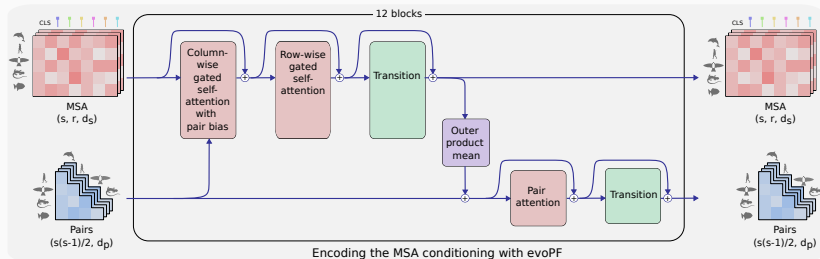 12 blocks
CLS
MSA
(s, r, ds)
Pairs
(s(s-1)/2, dp)
Column-
wise
gated
self-
attention
with
pair bias
Row-wise
gated
self-
attention
Transition
Outer
product
mean
Pair
attention
Transition
CLS
MSA
(s, r, ds)
Pairs
(s(s-1)/2, dp)
Encoding the MSA conditioning with evoPF